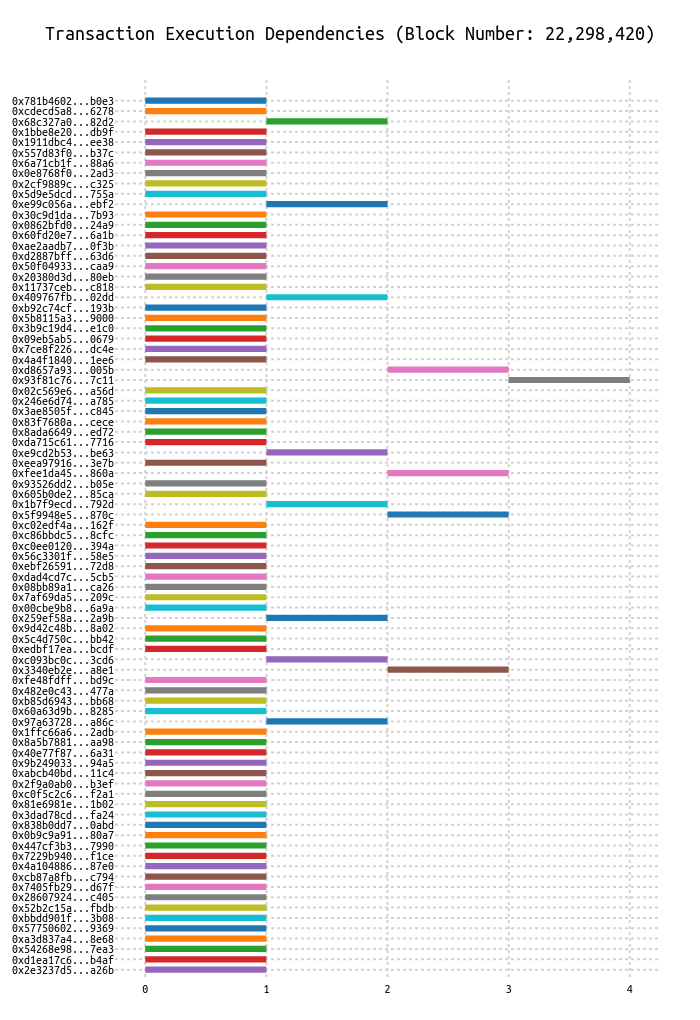 Transaction Execution Dependencies (Block Number: 22,298,420)
0x781b4602...b0e3
0xcdecd5a8...6278
0x68c327a0...82d2
0x1bbe8e20...db9f
0x1911dbc4...ee38
0x557d83f0...b37c
0x6a71cb1f...88a6
0x0e8768f0...2ad3
0x2cf9889c...c325
0x5d9e5dcd...755a
0xe99c056a...ebf2
0x30c9d1da...7b93
0x0862bfd0...24a9
0x60fd20e7...6a1b
0xae2aadb7...0f3b
0xd2887bff...63d6
0x50f04933...caa9
0x20380d3d...80eb
0x11737ceb...c818
0x409767fb...02dd
0xb92c74cf...193b
0x5b8115a3...9000
0x3b9c19d4...e1c0
0x09eb5ab5...0679
0x7ce8f226...dc4e
0x4a4f1840...1ee6
0xd8657a93...005b
0x93f81c76...7c11
0x02c569e6...a56d
0x246e6d74...a785
0x3ae8505f...c845
0x83f7680a...cece
0x8ada6649...ed72
0xda715c61...7716
0xe9cd2b53...be63
0xeea97916...3e7b
0xfee1da45...860a
0x93526dd2...b05e
0x605b0de2...85ca
0x1b7f9ecd...792d
0x5f9948e5...870c
0xc02edf4a...162f
0xc86bbdc5...8cfc
0xc0ee0120...394a
0x56c3301f...58e5
0xebf26591...72d8
0xdad4cd7c...5cb5
0x08bb89a1...ca26
0x7af69da5...209c
0x00cbe9b8...6a9a
0x259ef58a...2a9b
0x9d42c48b...8a02
0x5c4d750c...bb42
0xedbf17ea...bcdf
0xc093bc0c...3cd6
0x3340eb2e...a8e1
0xfe48fdff...bd9c
0x482e0c43...477a
0xb85d6943...bb68
0x60a63d9b...8285
0x97a63728...a86c
0x1ffc66a6...2adb
0x8a5b7881...aa98
0x40e77f87...6a31
0x9b249033...94a5
0xabcb40bd...11c4
0x2f9a0ab0...b3ef
0xc0f5c2c6...f2a1
0x81e6981e...1b02
0x3dad78cd...fa24
0x838b0dd7...0abd
0x0b9c9a91...80a7
0x447cf3b3...7990
0x7229b940...f1ce
0x4a104886...87e0
0xcb87a8fb...c794
0x7405fb29...d67f
0x28607924...c405
0x52b2c15a...fbdb
0xbbdd901f...3b08
0x57750602...9369
0xa3d837a4...8e68
0x54268e98...7ea3
0xd1ea17c6...b4af
0x2e3237d5...a26b
0 1 2 3 4